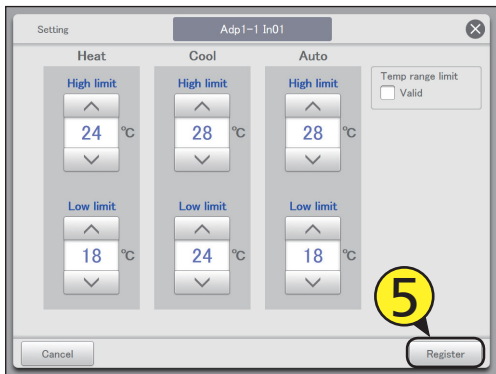 Setting
Adp1-1 In01
Heat Cool Auto
High limit High limit High limit
Temp range limit
Valid
24 ℃ 28 ℃ 28 ℃
Low limit Low limit Low limit
18 ℃ 24 ℃ 18 ℃
5
Cancel Register